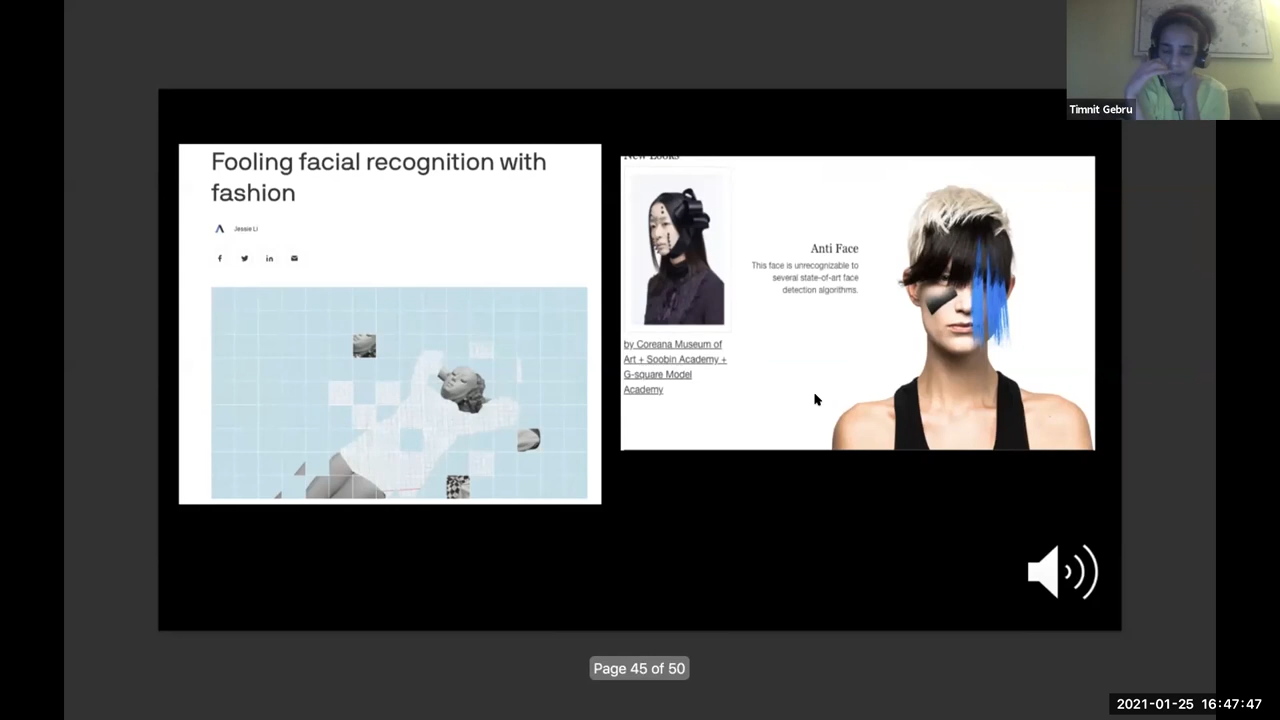 Timnit Gebru
Fooling facial recognition with
fashion
Jessie Li
New Looks
by Coreana Museum of
Art + Soobin Academy +
G-square Model
Academy
Anti Face
This face is unrecognizable to
several state-of-art face
detection algorithms.
Page 45 of 50
2021-01-25 16:47:47